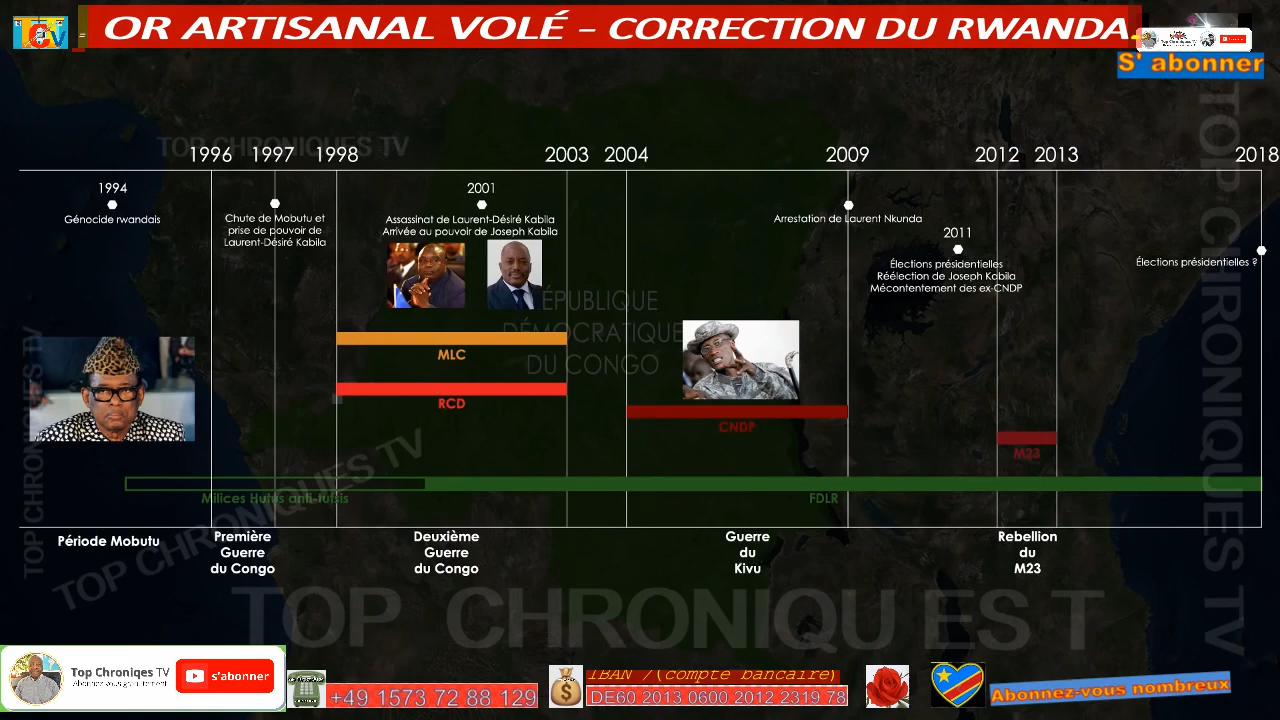 OR ARTISANAL VOLÉ - CORRECTION DU RWANDA.
S' abonner
TOP CHRONIQUES TV
1996 1997 1998 2003 2004 2009 2012 2013 2018
1994
Génocide rwandais
Chute de Mobutu et
prise de pouvoir de
Laurent-Désiré Kabila
2001
Assassinat de Laurent-Désiré Kabila
Arrivée au pouvoir de Joseph Kabila
Arrestation de Laurent Nkunda
2011
Élections présidentielles
Réélection de Joseph Kabila
Mécontentement des ex-CNDP
Élections présidentielles ?
ÉPUBLIQUE
DÉMOCRATIQUE
DU CONGO
MLC
RCD
CNDP
M23
Milices Hutus anti-tutsis
FDLR
Période Mobutu
Première
Guerre
du Congo
Deuxième
Guerre
du Congo
Guerre
du
Kivu
Rebellion
du
M23
TOP CHRONIQUES TV
TOP CHRONIQUES TV
TOP CHRONIQUES TV
TOP CHRONIQU ES T
Top Chroniqes TV
s'abonner
+49 1573 72 88 129
IBAN /(compte bancaire)
DE60 2013 0600 2012 2319 78
Abonnez-vous nombreux